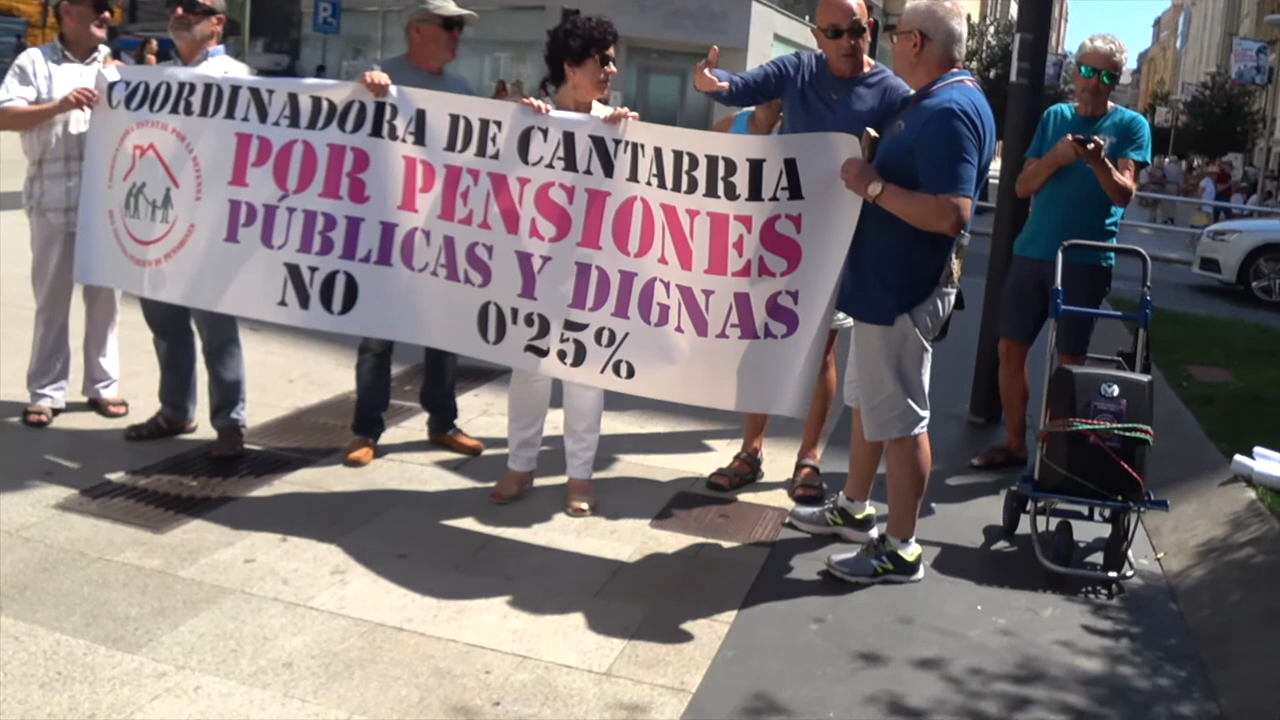 COORDINADORA DE CANTABRIA
POR PENSIONES
PÚBLICAS Y DIGNAS
NO 0'25%
P